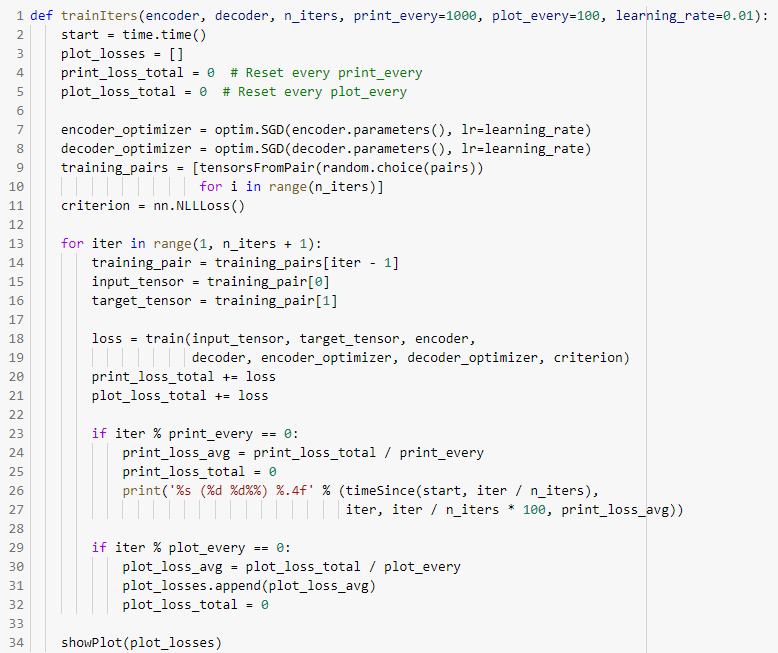 1 def trainIters(encoder, decoder, n_iters, print_every=1000, plot_every=100, learning_rate=0.01):
2     start = time.time()
3     plot_losses = []
4     print_loss_total = 0  # Reset every print_every
5     plot_loss_total = 0  # Reset every plot_every
6
7     encoder_optimizer = optim.SGD(encoder.parameters(), lr=learning_rate)
8     decoder_optimizer = optim.SGD(decoder.parameters(), lr=learning_rate)
9     training_pairs = [tensorsFromPair(random.choice(pairs))
10                       for i in range(n_iters)]
11     criterion = nn.NLLLoss()
12
13     for iter in range(1, n_iters + 1):
14         training_pair = training_pairs[iter - 1]
15         input_tensor = training_pair[0]
16         target_tensor = training_pair[1]
17
18         loss = train(input_tensor, target_tensor, encoder,
19                      decoder, encoder_optimizer, decoder_optimizer, criterion)
20         print_loss_total += loss
21         plot_loss_total += loss
22
23         if iter % print_every == 0:
24             print_loss_avg = print_loss_total / print_every
25             print_loss_total = 0
26             print('%s (%d %d%%) %.4f' % (timeSince(start, iter / n_iters),
27                                          iter, iter / n_iters * 100, print_loss_avg))
28
29         if iter % plot_every == 0:
30             plot_loss_avg = plot_loss_total / plot_every
31             plot_losses.append(plot_loss_avg)
32             plot_loss_total = 0
33
34     showPlot(plot_losses)